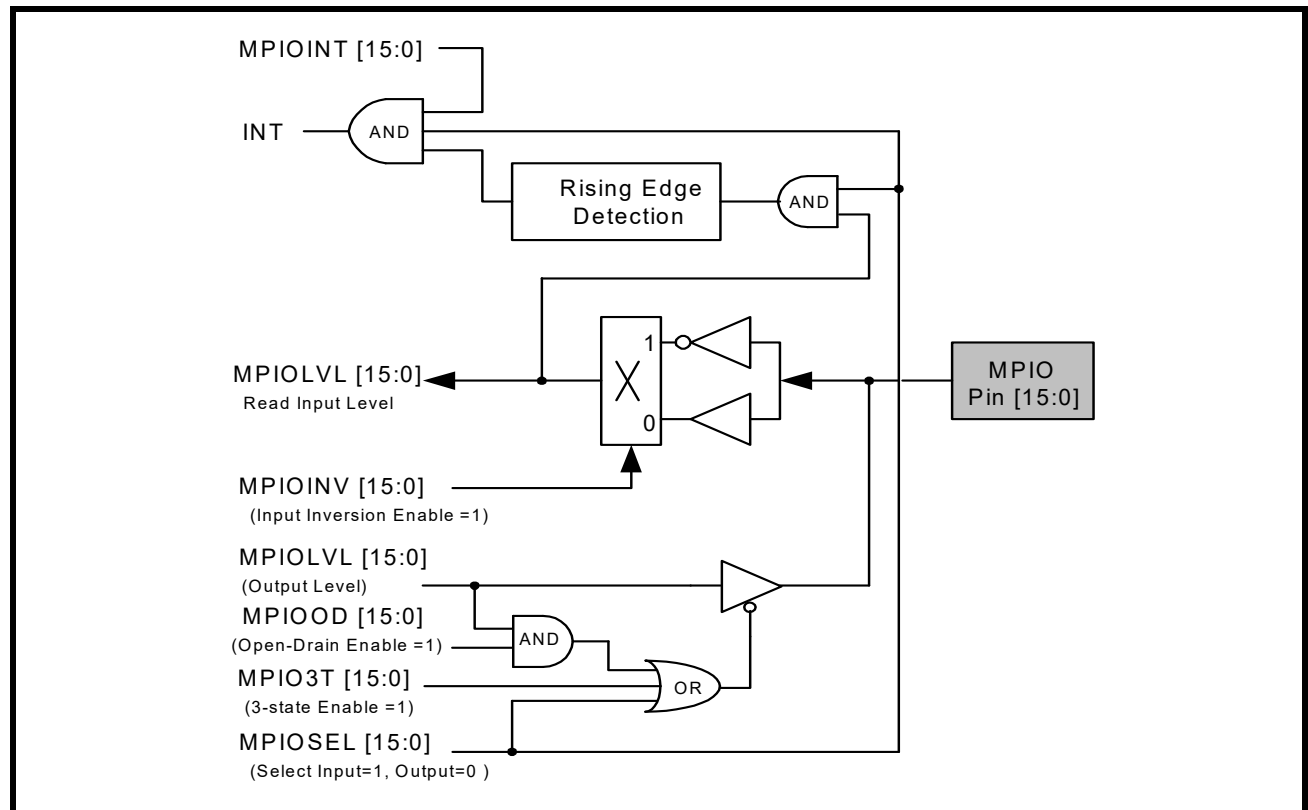 MPIOINT [15:0]
INT
AND
Rising Edge
Detection
AND
MPIOLVL [15:0]
Read Input Level
1
X
0
MPIO
Pin [15:0]
MPIOINV [15:0]
(Input Inversion Enable =1)
MPIOLVL [15:0]
(Output Level)
MPIOOD [15:0]
(Open-Drain Enable =1)
AND
MPIO3T [15:0]
(3-state Enable =1)
OR
MPIOSEL [15:0]
(Select Input=1, Output=0 )